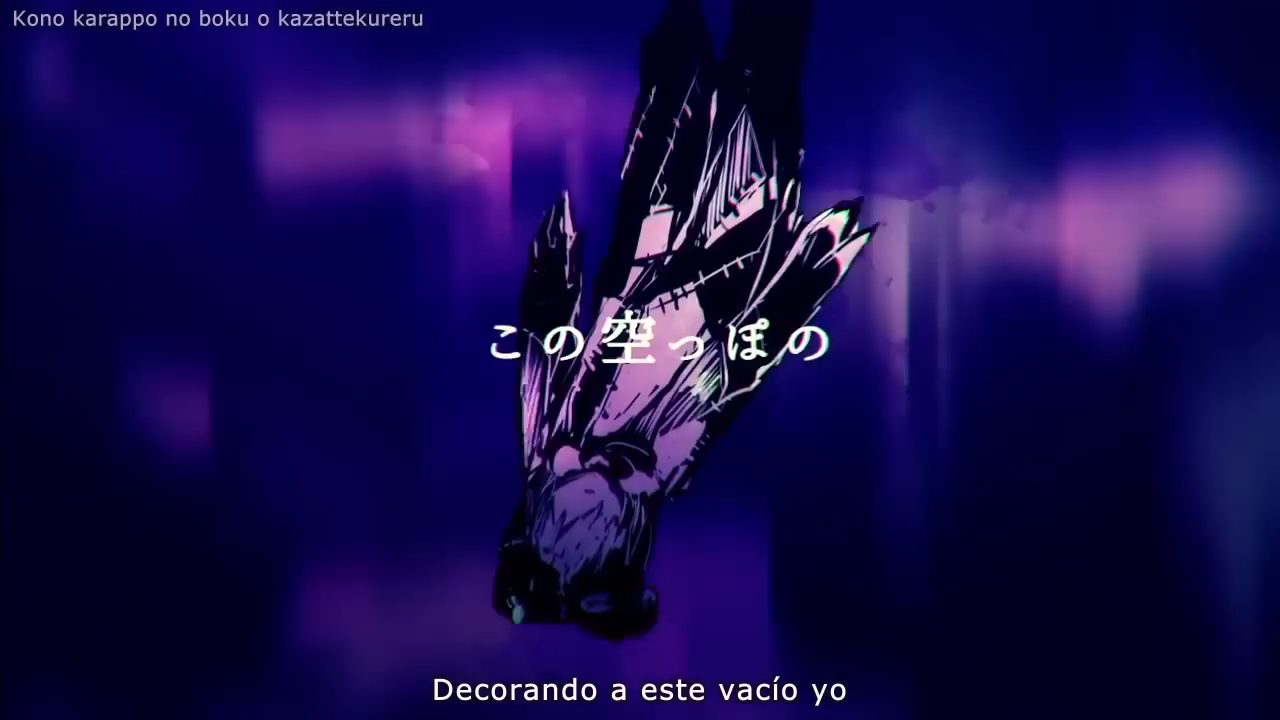 Kono karappo no boku o kazattekureru
この空っぽの
Decorando a este vacío yo